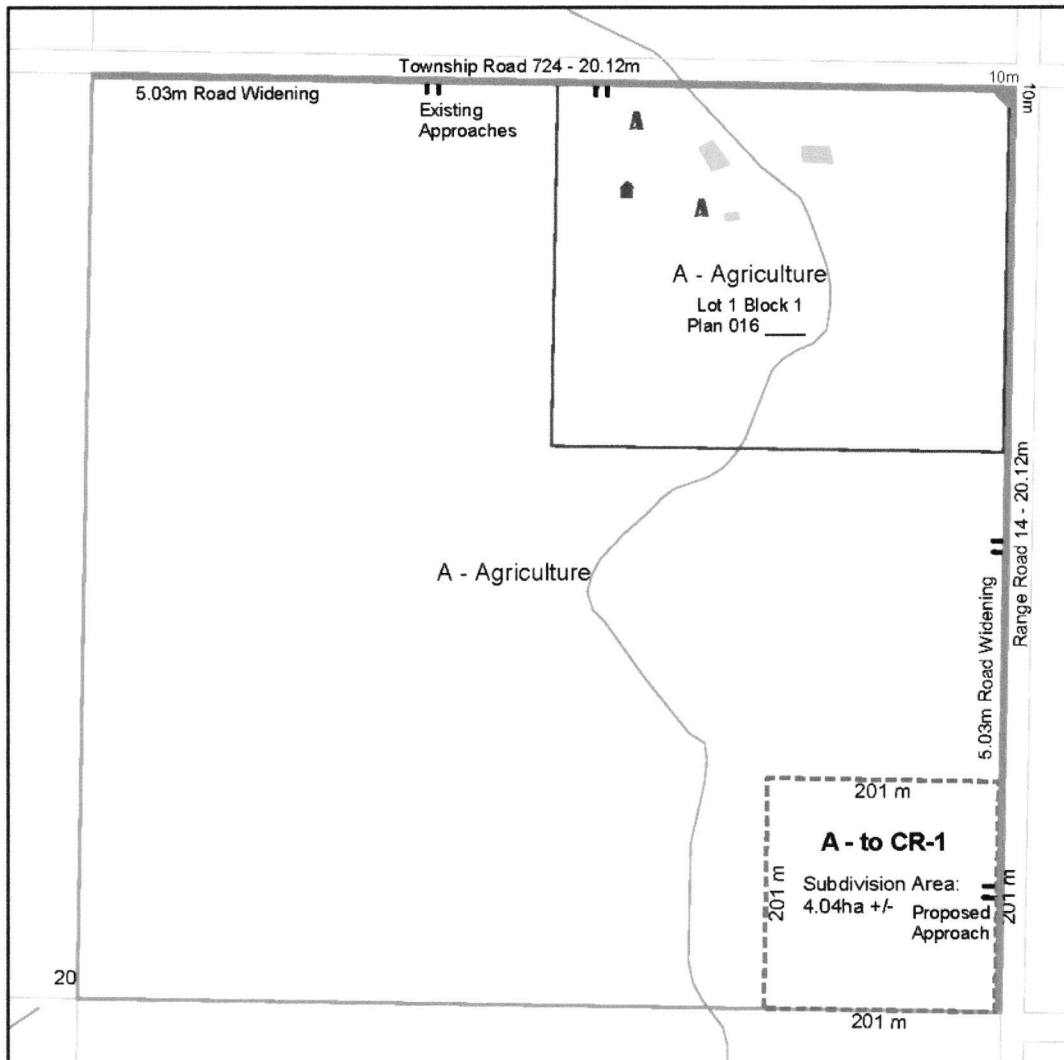 Township Road 724 - 20.12m
10m
10m
5.03m Road Widening
Existing
Approaches
A - Agriculture
Lot 1 Block 1
Plan 016 ____
Range Road 14 - 20.12m
A - Agriculture
5.03m Road Widening
201 m
A - to CR-1
Subdivision Area:
4.04ha +/-
201 m
201 m
Proposed
Approach
20
201 m